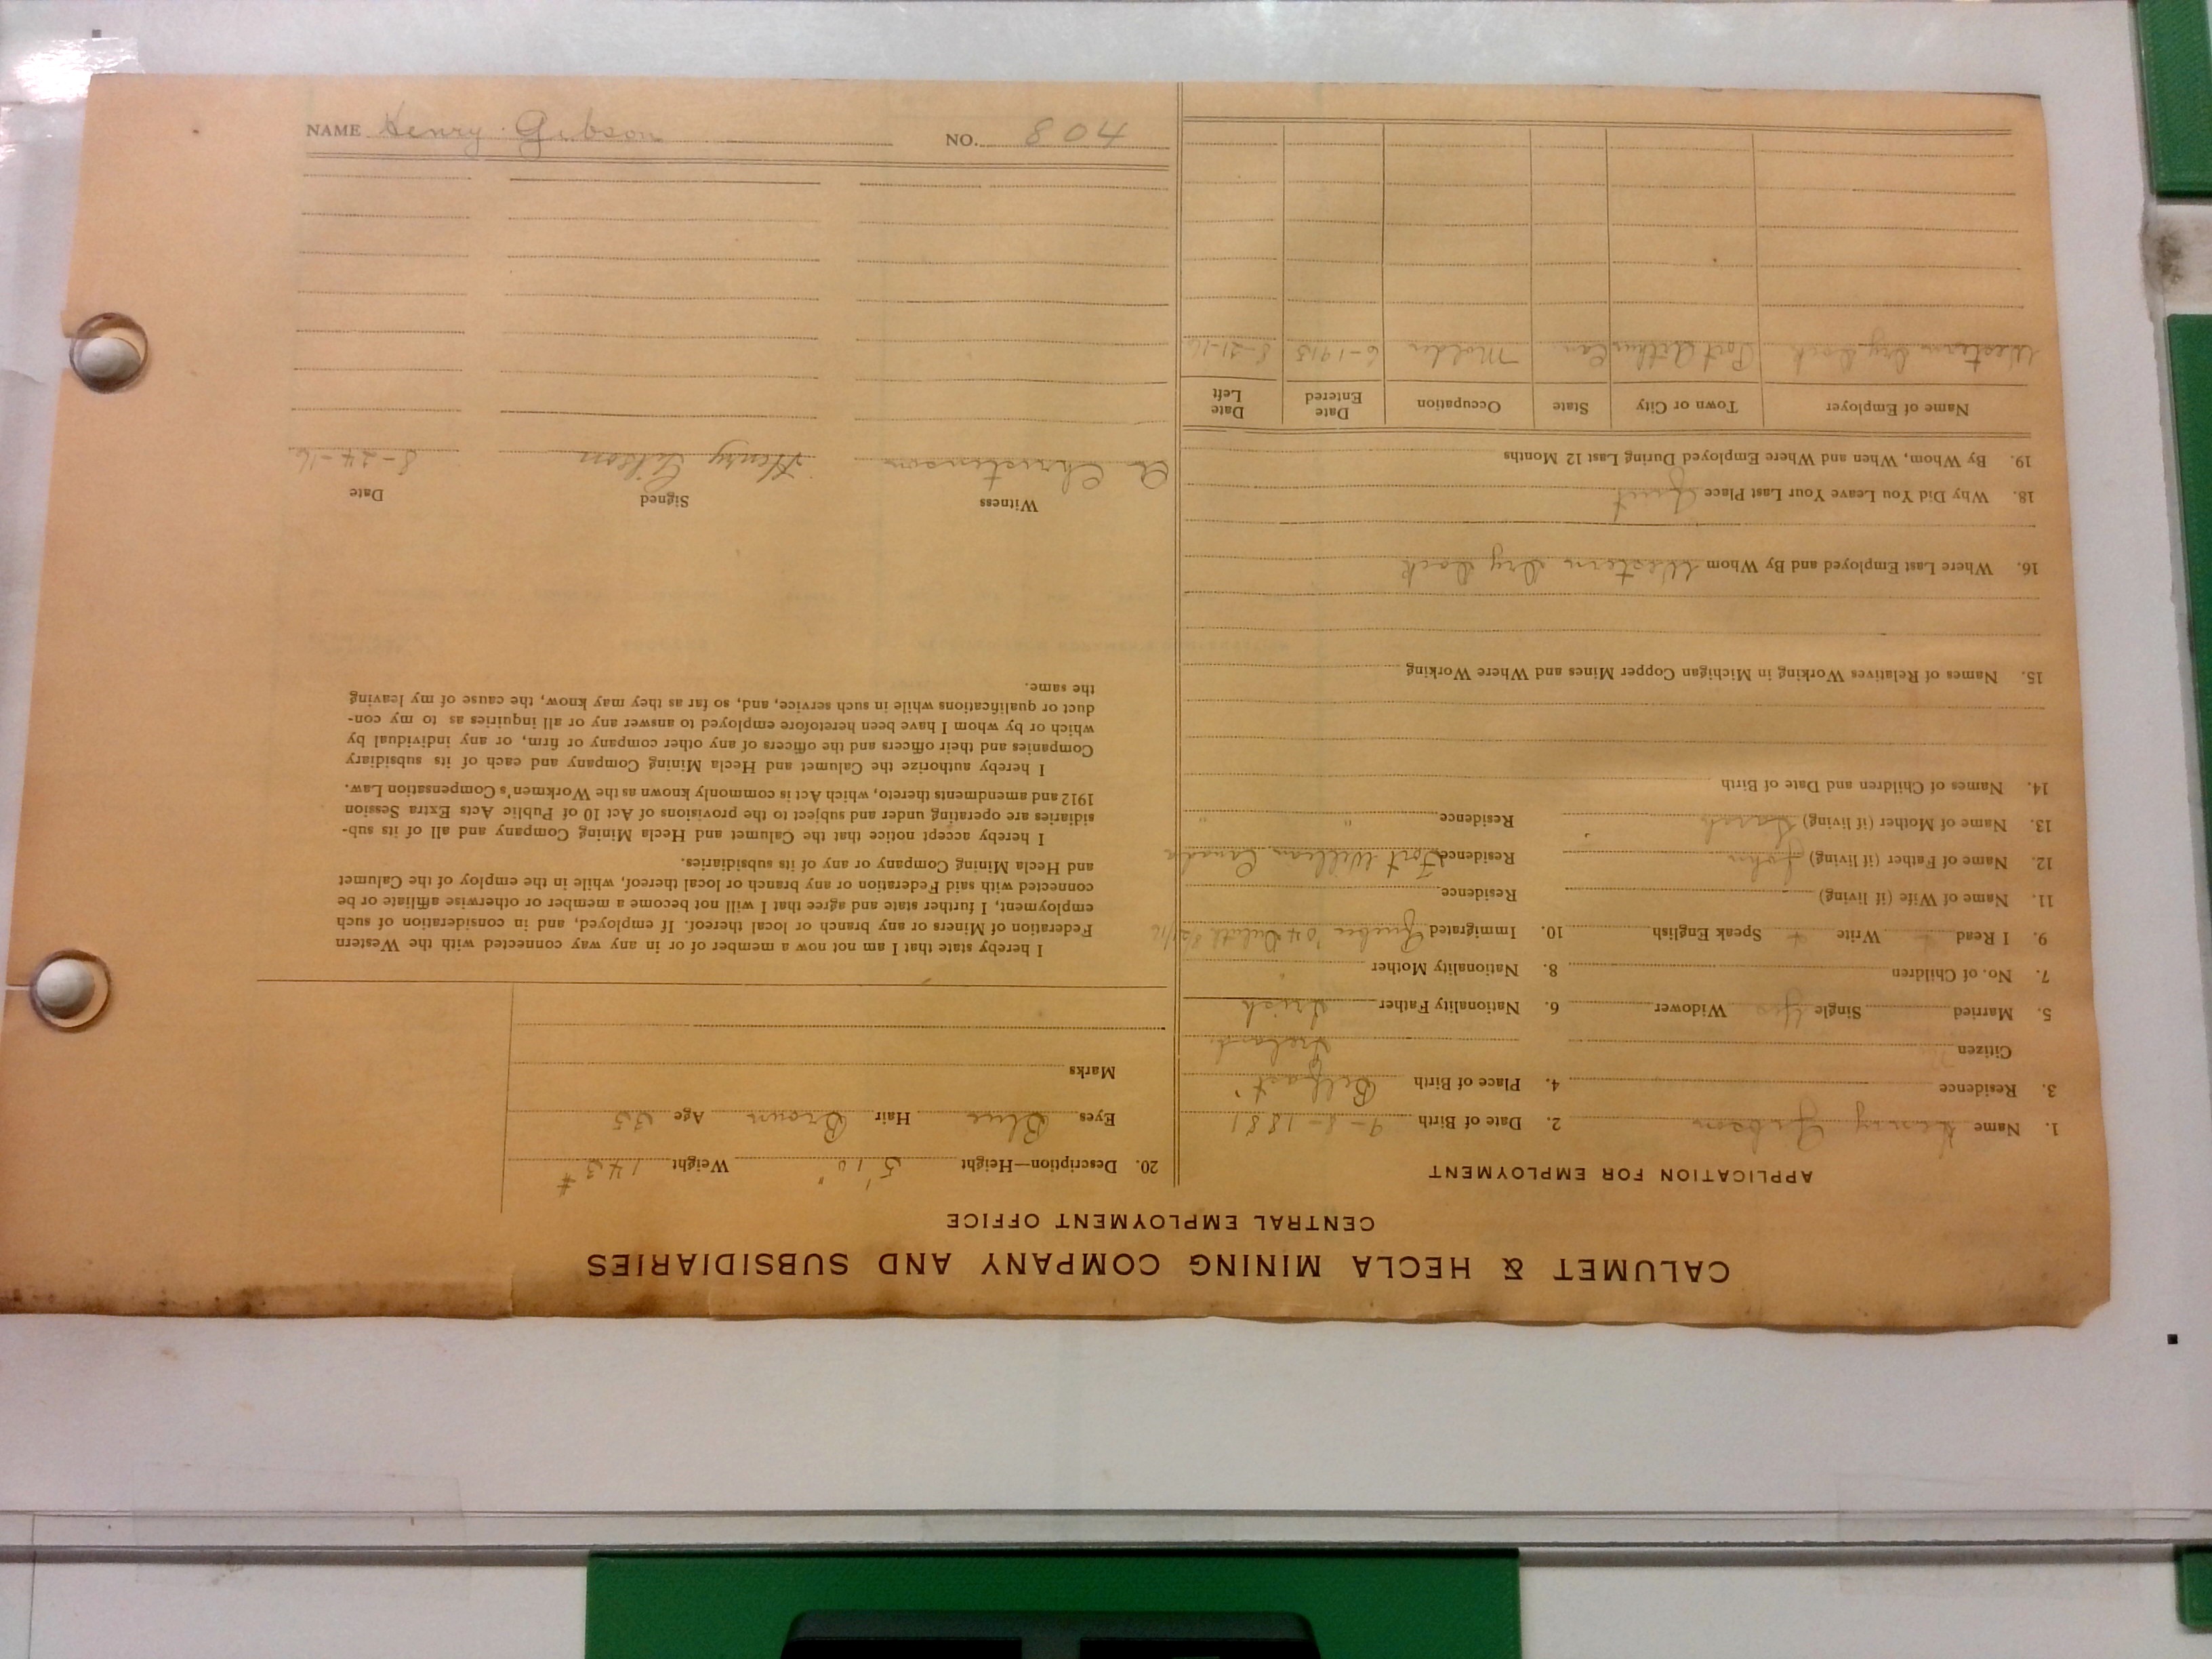 CALUMET & HECLA MINING COMPANY AND SUBSIDIARIES
CENTRAL EMPLOYMENT OFFICE
APPLICATION FOR EMPLOYMENT
1. Name Henry Gibson 2. Date of Birth 9-8-1881
3. Residence 4. Place of Birth Belfast
Citizen Ireland
5. Married Single Yes Widower 6. Nationality Father Irish
7. No. of Children 8. Nationality Mother
9. I Read Write Speak English 10. Immigrated Quebec '04 Duluth
11. Name of Wife (if living) Residence
12. Name of Father (if living) John Residence Fort William Canada
13. Name of Mother (if living) Sarah Residence " "
14. Names of Children and Date of Birth
15. Names of Relatives Working in Michigan Copper Mines and Where Working
16. Where Last Employed and By Whom Western Dry Dock
18. Why Did You Leave Your Last Place Quit
19. By Whom, When and Where Employed During Last 12 Months
Name of Employer Town or City State Occupation Date Entered Date Left
Western Dry Dock Port Arthur Can. Molder 6-1915 8-21-16
20. Description—Height 5' 10" Weight 143 #
Eyes Blue Hair Brown Age 35
Marks
I hereby state that I am not now a member of or in any way connected with the Western
Federation of Miners or any branch or local thereof. If employed, and in consideration of such
employment, I further state and agree that I will not become a member or otherwise affiliate or be
connected with said Federation or any branch or local thereof, while in the employ of the Calumet
and Hecla Mining Company or any of its subsidiaries.
I hereby accept notice that the Calumet and Hecla Mining Company and all of its sub-
sidiaries are operating under and subject to the provisions of Act 10 of Public Acts Extra Session
1912 and amendments thereto, which Act is commonly known as the Workmen's Compensation Law.
I hereby authorize the Calumet and Hecla Mining Company and each of its subsidiary
Companies and their officers and the officers of any other company or firm, or any individual by
which or by whom I have been heretofore employed to answer any or all inquiries as to my con-
duct or qualifications while in such service, and, so far as they may know, the cause of my leaving
the same.
Witness Signed Date
A Christenson Henry Gibson 8-24-16
NAME Henry Gibson NO. 804